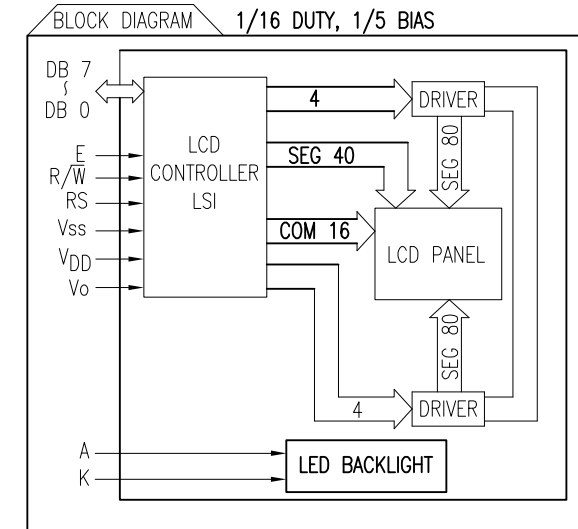 BLOCK DIAGRAM 1/16 DUTY, 1/5 BIAS
DB 7
∫
DB 0
E
R/W̅
RS
Vss
VDD
Vo
A
K
LCD
CONTROLLER
LSI
4
SEG 40
COM 16
4
DRIVER
SEG 80
LCD PANEL
SEG 80
DRIVER
LED BACKLIGHT